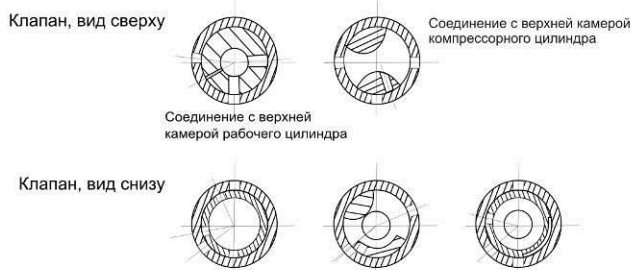 Клапан, вид сверху
Соединение с верхней камерой
компрессорного цилиндра
Соединение с верхней
камерой рабочего цилиндра
Клапан, вид снизу